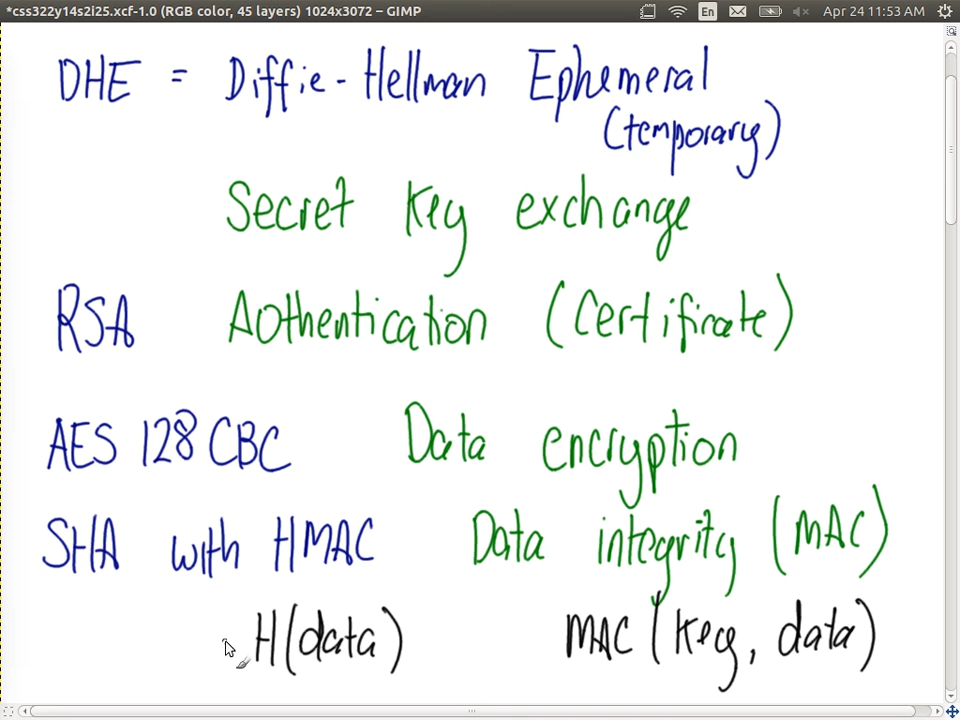 *css322y14s2i25.xcf-1.0 (RGB color, 45 layers) 1024x3072 – GIMP En Apr 24 11:53 AM
DHE = Diffie-Hellman Ephemeral
(temporary)
Secret Key exchange
RSA Authentication (Certificate)
AES 128 CBC Data encryption
SHA with HMAC Data integrity (MAC)
H(data) MAC(Key, data)